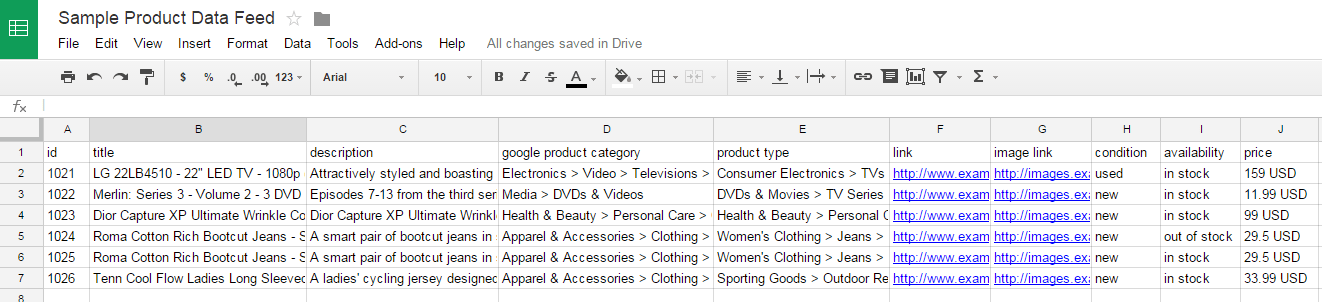 Sample Product Data Feed
File Edit View Insert Format Data Tools Add-ons Help All changes saved in Drive
$ % .0 .00 123 Arial 10 B I S A Σ
fx
A B C D E F G H I J
1 id title description google product category product type link image link condition availability price
2 1021 LG 22LB4510 - 22" LED TV - 1080p Attractively styled and boasting Electronics > Video > Televisions > Consumer Electronics > TVs http://www.exam http://images.exa used in stock 159 USD
3 1022 Merlin: Series 3 - Volume 2 - 3 DVD Episodes 7-13 from the third ser Media > DVDs & Videos DVDs & Movies > TV Series http://www.exam http://images.exa new in stock 11.99 USD
4 1023 Dior Capture XP Ultimate Wrinkle Co Dior Capture XP Ultimate Wrinkl Health & Beauty > Personal Care > Health & Beauty > Personal C http://www.exam http://images.exa new in stock 99 USD
5 1024 Roma Cotton Rich Bootcut Jeans - S A smart pair of bootcut jeans in Apparel & Accessories > Clothing > Women's Clothing > Jeans > http://www.exam http://images.exa new out of stock 29.5 USD
6 1025 Roma Cotton Rich Bootcut Jeans - S A smart pair of bootcut jeans in Apparel & Accessories > Clothing > Women's Clothing > Jeans > http://www.exam http://images.exa new in stock 29.5 USD
7 1026 Tenn Cool Flow Ladies Long Sleeved A ladies' cycling jersey designed Apparel & Accessories > Clothing > Sporting Goods > Outdoor Re http://www.exam http://images.exa new in stock 33.99 USD
8